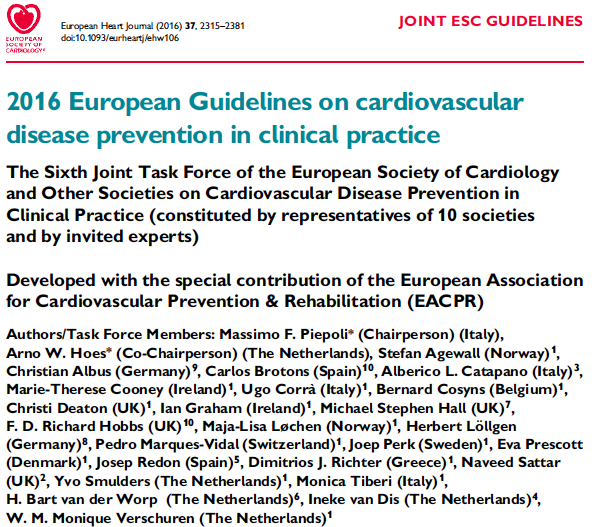 European Heart Journal (2016) 37, 2315–2381
doi:10.1093/eurheartj/ehw106
JOINT ESC GUIDELINES
EUROPEAN
SOCIETY OF
CARDIOLOGY®
2016 European Guidelines on cardiovascular
disease prevention in clinical practice
The Sixth Joint Task Force of the European Society of Cardiology
and Other Societies on Cardiovascular Disease Prevention in
Clinical Practice (constituted by representatives of 10 societies
and by invited experts)
Developed with the special contribution of the European Association
for Cardiovascular Prevention & Rehabilitation (EACPR)
Authors/Task Force Members: Massimo F. Piepoli* (Chairperson) (Italy),
Arno W. Hoes* (Co-Chairperson) (The Netherlands), Stefan Agewall (Norway)¹,
Christian Albus (Germany)⁹, Carlos Brotons (Spain)¹⁰, Alberico L. Catapano (Italy)³,
Marie-Therese Cooney (Ireland)¹, Ugo Corrà (Italy)¹, Bernard Cosyns (Belgium)¹,
Christi Deaton (UK)¹, Ian Graham (Ireland)¹, Michael Stephen Hall (UK)⁷,
F. D. Richard Hobbs (UK)¹⁰, Maja-Lisa Løchen (Norway)¹, Herbert Löllgen
(Germany)⁸, Pedro Marques-Vidal (Switzerland)¹, Joep Perk (Sweden)¹, Eva Prescott
(Denmark)¹, Josep Redon (Spain)⁵, Dimitrios J. Richter (Greece)¹, Naveed Sattar
(UK)², Yvo Smulders (The Netherlands)¹, Monica Tiberi (Italy)¹,
H. Bart van der Worp (The Netherlands)⁶, Ineke van Dis (The Netherlands)⁴,
W. M. Monique Verschuren (The Netherlands)¹